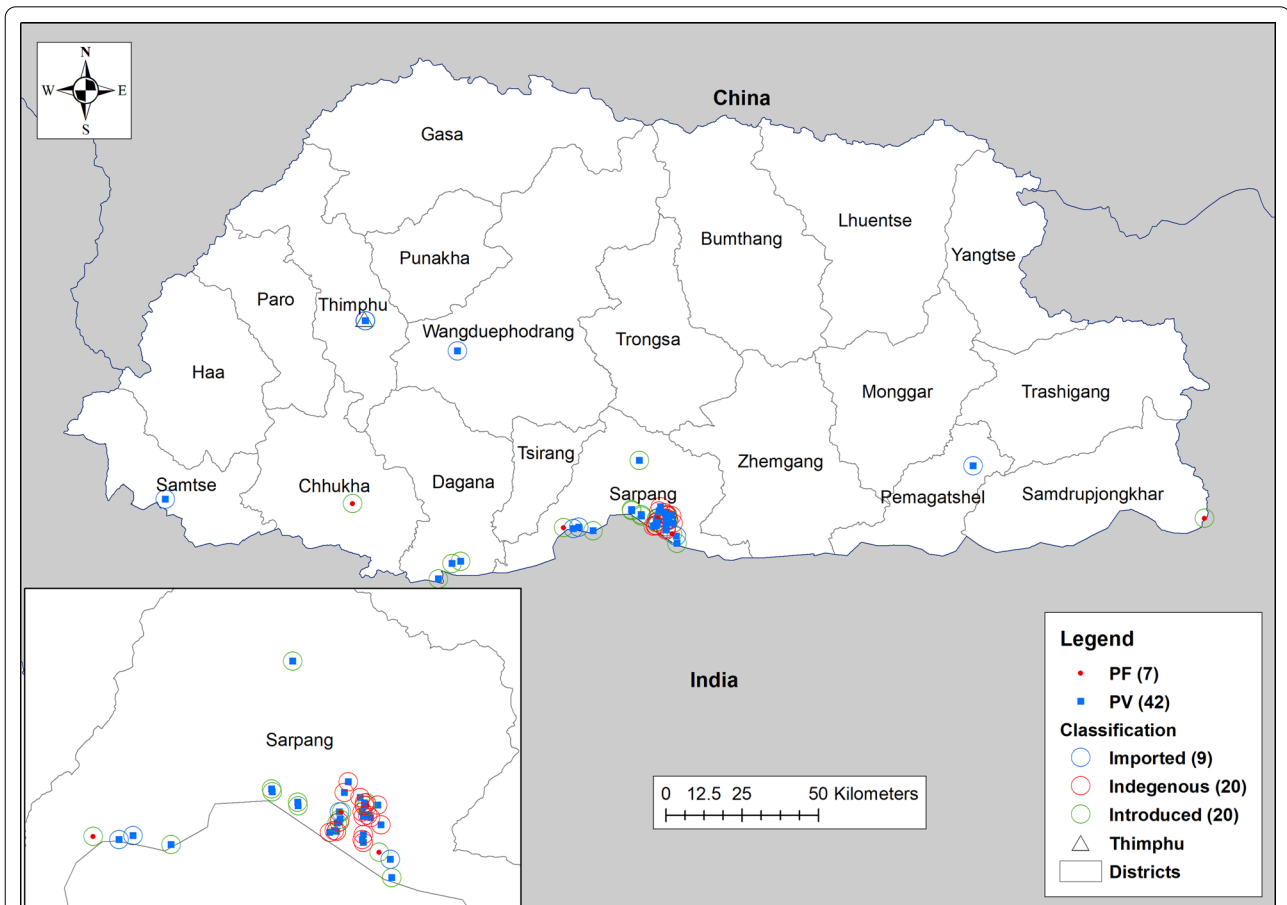 N
W E
S
China
Gasa
Lhuentse
Bumthang
Yangtse
Punakha
Paro
Thimphu
Wangduephodrang
Trongsa
Haa
Monggar
Trashigang
Tsirang
Zhemgang
Samtse
Chhukha
Dagana
Sarpang
Pemagatshel
Samdrupjongkhar
India
Sarpang
0 12.5 25 50 Kilometers
Legend
PF (7)
PV (42)
Classification
Imported (9)
Indegenous (20)
Introduced (20)
Thimphu
Districts